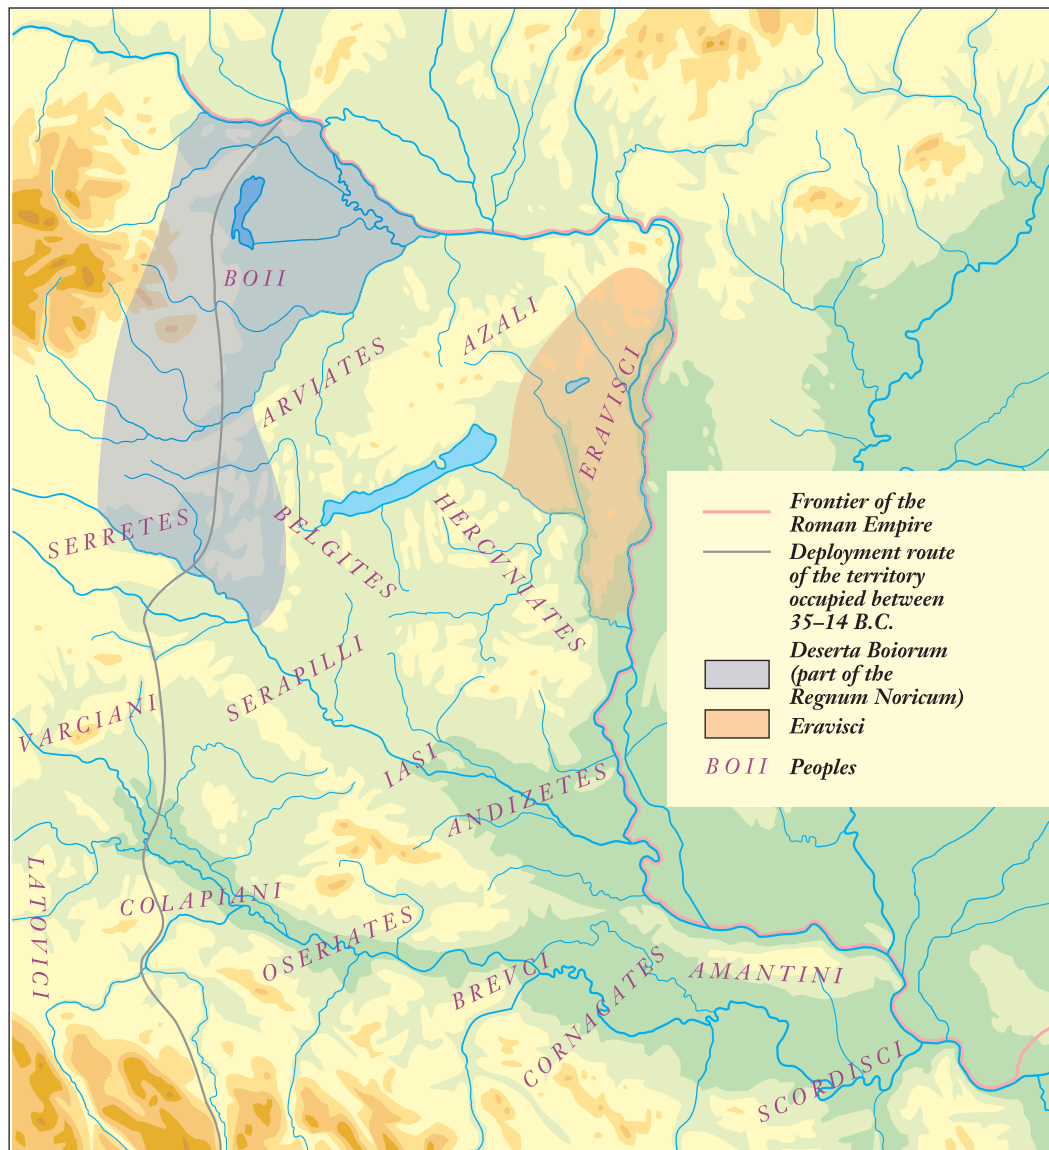 BOII
AZALI
ARVIATES
ERAVISCI
SERRETES
BELGITES
HERCVNIATES
SERAPILLI
VARCIANI
IASI
ANDIZETES
LATOVICI
COLAPIANI
OSERIATES
BREVCI
CORNACATES
AMANTINI
SCORDISCI
Frontier of the
Roman Empire
Deployment route
of the territory
occupied between
35–14 B.C.
Deserta Boiorum
(part of the
Regnum Noricum)
Eravisci
BOII Peoples